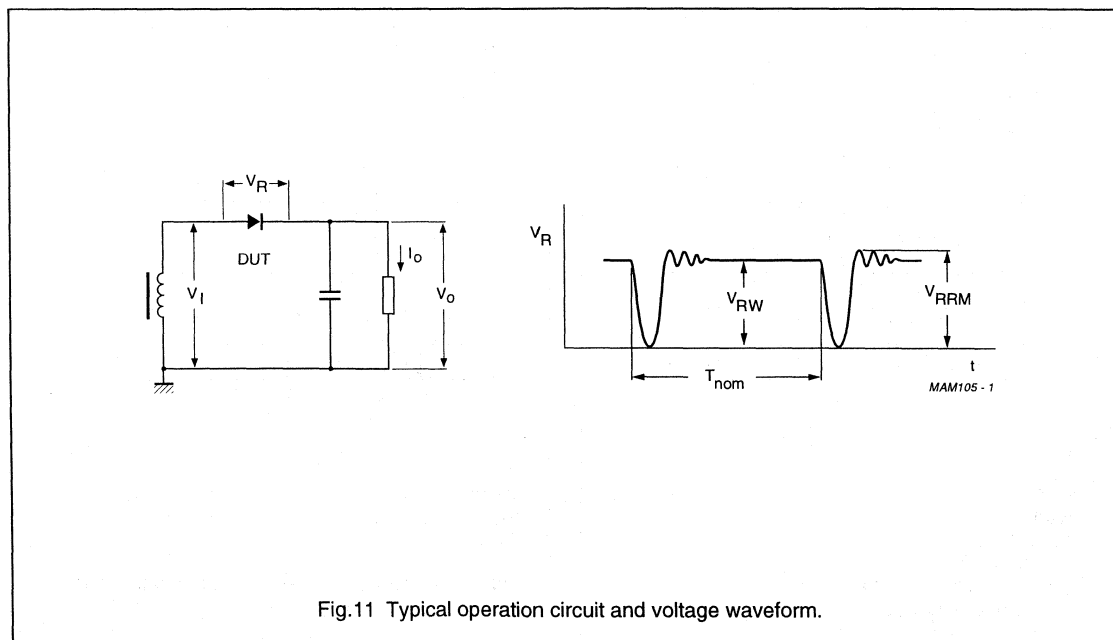 V_R
DUT
V_I
I_o
V_o
V_R
V_RW
V_RRM
T_nom
t
MAM105 - 1
Fig.11 Typical operation circuit and voltage waveform.